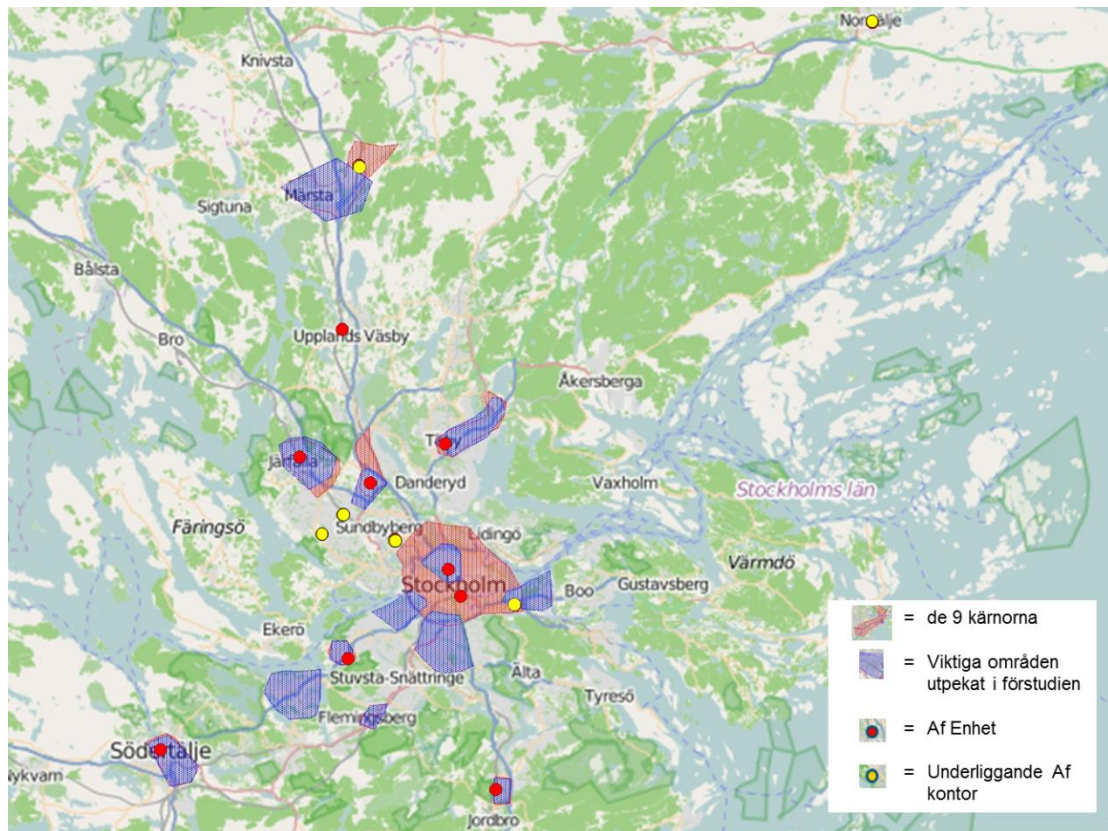 Norrtälje
Knivsta
Märsta
Sigtuna
Bålsta
Upplands Väsby
Bro
Åkersberga
Täby
Järfälla
Danderyd
Vaxholm
Stockholms län
Färingsö
Sundbyberg
Lidingö
Värmdö
Stockholm
Boo
Gustavsberg
Ekerö
Stuvsta-Snättringe
Älta
Tyresö
Flemingsberg
Södertälje
Nykvarn
Jordbro
= de 9 kärnorna
= Viktiga områden
utpekat i förstudien
= Af Enhet
= Underliggande Af
kontor